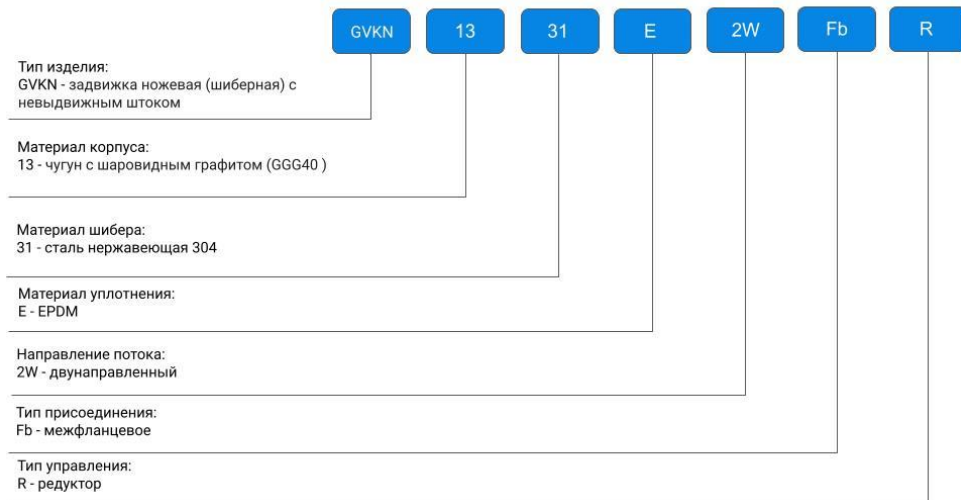 GVKN 13 31 E 2W Fb R
Тип изделия:
GVKN - задвижка ножевая (шиберная) с
невыдвижным штоком
Материал корпуса:
13 - чугун с шаровидным графитом (GGG40 )
Материал шибера:
31 - сталь нержавеющая 304
Материал уплотнения:
E - EPDM
Направление потока:
2W - двунаправленный
Тип присоединения:
Fb - межфланцевое
Тип управления:
R - редуктор